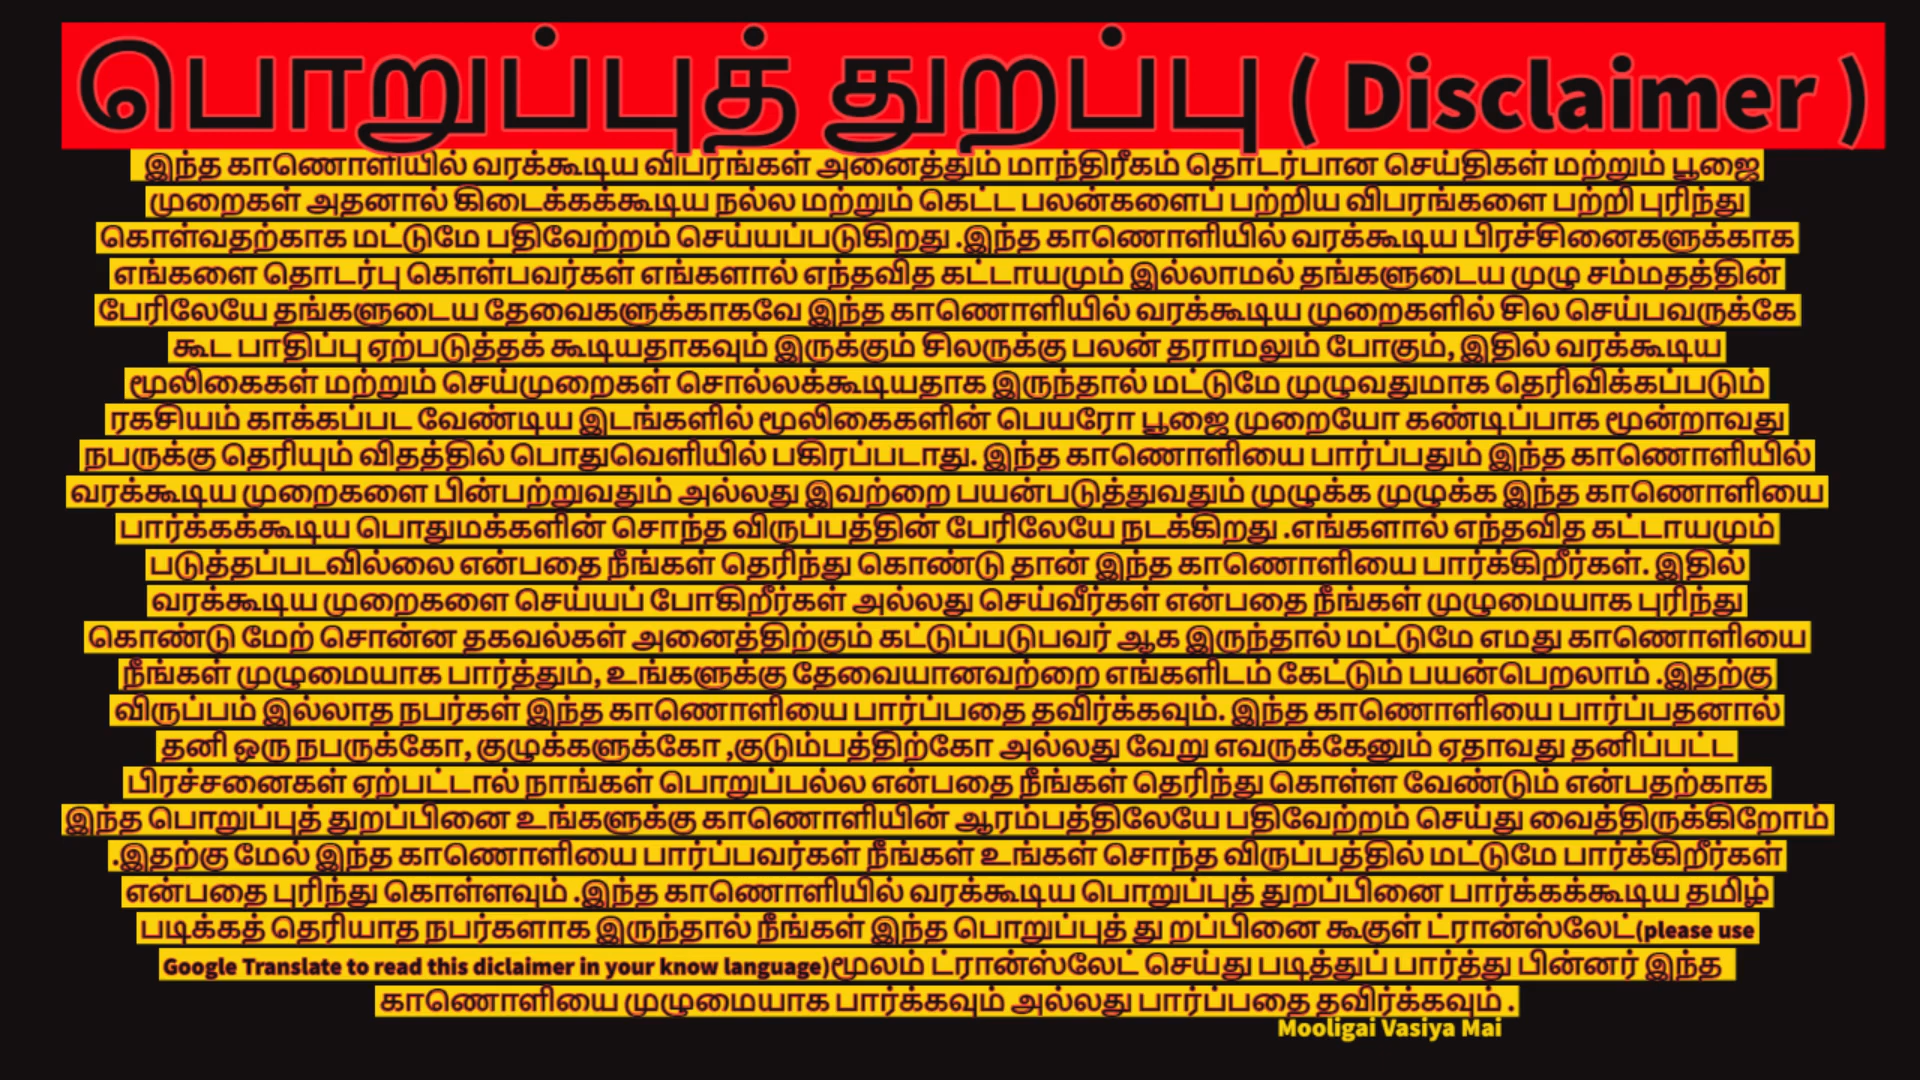 பொறுப்புத் துறப்பு ( Disclaimer )
இந்த காணொளியில் வரக்கூடிய விபரங்கள் அனைத்தும் மாந்திரீகம் தொடர்பான செய்திகள் மற்றும் பூஜை
முறைகள் அதனால் கிடைக்கக்கூடிய நல்ல மற்றும் கெட்ட பலன்களைப் பற்றிய விபரங்களை பற்றி புரிந்து
கொள்வதற்காக மட்டுமே பதிவேற்றம் செய்யப்படுகிறது .இந்த காணொளியில் வரக்கூடிய பிரச்சினைகளுக்காக
எங்களை தொடர்பு கொள்பவர்கள் எங்களால் எந்தவித கட்டாயமும் இல்லாமல் தங்களுடைய முழு சம்மதத்தின்
பேரிலேயே தங்களுடைய தேவைகளுக்காகவே இந்த காணொளியில் வரக்கூடிய முறைகளில் சில செய்பவருக்கே
கூட பாதிப்பு ஏற்படுத்தக் கூடியதாகவும் இருக்கும் சிலருக்கு பலன் தராமலும் போகும், இதில் வரக்கூடிய
மூலிகைகள் மற்றும் செய்முறைகள் சொல்லக்கூடியதாக இருந்தால் மட்டுமே முழுவதுமாக தெரிவிக்கப்படும்
ரகசியம் காக்கப்பட வேண்டிய இடங்களில் மூலிகைகளின் பெயரோ பூஜை முறையோ கண்டிப்பாக மூன்றாவது
நபருக்கு தெரியும் விதத்தில் பொதுவெளியில் பகிரப்படாது. இந்த காணொளியை பார்ப்பதும் இந்த காணொளியில்
வரக்கூடிய முறைகளை பின்பற்றுவதும் அல்லது இவற்றை பயன்படுத்துவதும் முழுக்க முழுக்க இந்த காணொளியை
பார்க்கக்கூடிய பொதுமக்களின் சொந்த விருப்பத்தின் பேரிலேயே நடக்கிறது .எங்களால் எந்தவித கட்டாயமும்
படுத்தப்படவில்லை என்பதை நீங்கள் தெரிந்து கொண்டு தான் இந்த காணொளியை பார்க்கிறீர்கள். இதில்
வரக்கூடிய முறைகளை செய்யப் போகிறீர்கள் அல்லது செய்வீர்கள் என்பதை நீங்கள் முழுமையாக புரிந்து
கொண்டு மேற் சொன்ன தகவல்கள் அனைத்திற்கும் கட்டுப்படுபவர் ஆக இருந்தால் மட்டுமே எமது காணொளியை
நீங்கள் முழுமையாக பார்த்தும், உங்களுக்கு தேவையானவற்றை எங்களிடம் கேட்டும் பயன்பெறலாம் .இதற்கு
விருப்பம் இல்லாத நபர்கள் இந்த காணொளியை பார்ப்பதை தவிர்க்கவும். இந்த காணொளியை பார்ப்பதனால்
தனி ஒரு நபருக்கோ, குழுக்களுக்கோ ,குடும்பத்திற்கோ அல்லது வேறு எவருக்கேனும் ஏதாவது தனிப்பட்ட
பிரச்சனைகள் ஏற்பட்டால் நாங்கள் பொறுப்பல்ல என்பதை நீங்கள் தெரிந்து கொள்ள வேண்டும் என்பதற்காக
இந்த பொறுப்புத் துறப்பினை உங்களுக்கு காணொளியின் ஆரம்பத்திலேயே பதிவேற்றம் செய்து வைத்திருக்கிறோம்
.இதற்கு மேல் இந்த காணொளியை பார்ப்பவர்கள் நீங்கள் உங்கள் சொந்த விருப்பத்தில் மட்டுமே பார்க்கிறீர்கள்
என்பதை புரிந்து கொள்ளவும் .இந்த காணொளியில் வரக்கூடிய பொறுப்புத் துறப்பினை பார்க்கக்கூடிய தமிழ்
படிக்கத் தெரியாத நபர்களாக இருந்தால் நீங்கள் இந்த பொறுப்புத் து றப்பினை கூகுள் ட்ரான்ஸ்லேட்(please use
Google Translate to read this diclaimer in your know language)மூலம் ட்ரான்ஸ்லேட் செய்து படித்துப் பார்த்து பின்னர் இந்த
காணொளியை முழுமையாக பார்க்கவும் அல்லது பார்ப்பதை தவிர்க்கவும் .
Mooligai Vasiya Mai